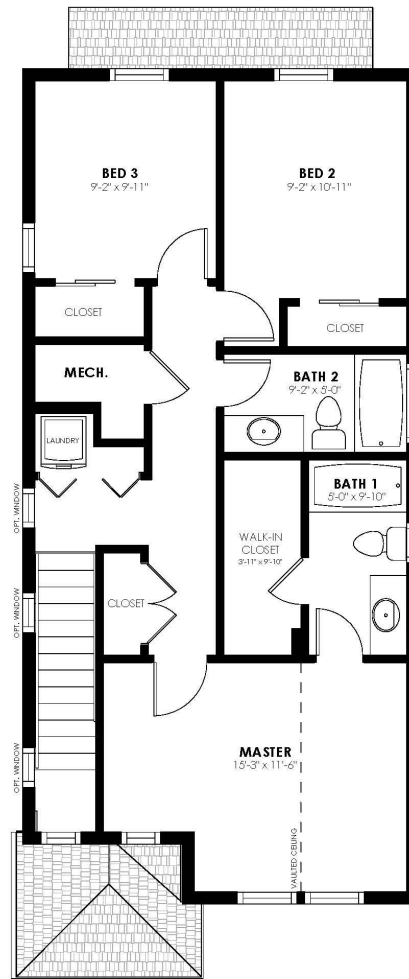 BED 3
9'-2" x 9'-11"
BED 2
9'-2" x 10'-11"
CLOSET
CLOSET
MECH.
BATH 2
9'-2" x 5'-0"
LAUNDRY
BATH 1
5'-0" x 9'-10"
OPT. WINDOW
WALK-IN
CLOSET
3'-11" x 9'-10"
CLOSET
OPT. WINDOW
MASTER
15'-3" x 11'-6"
OPT. WINDOW
VAULTED CEILING